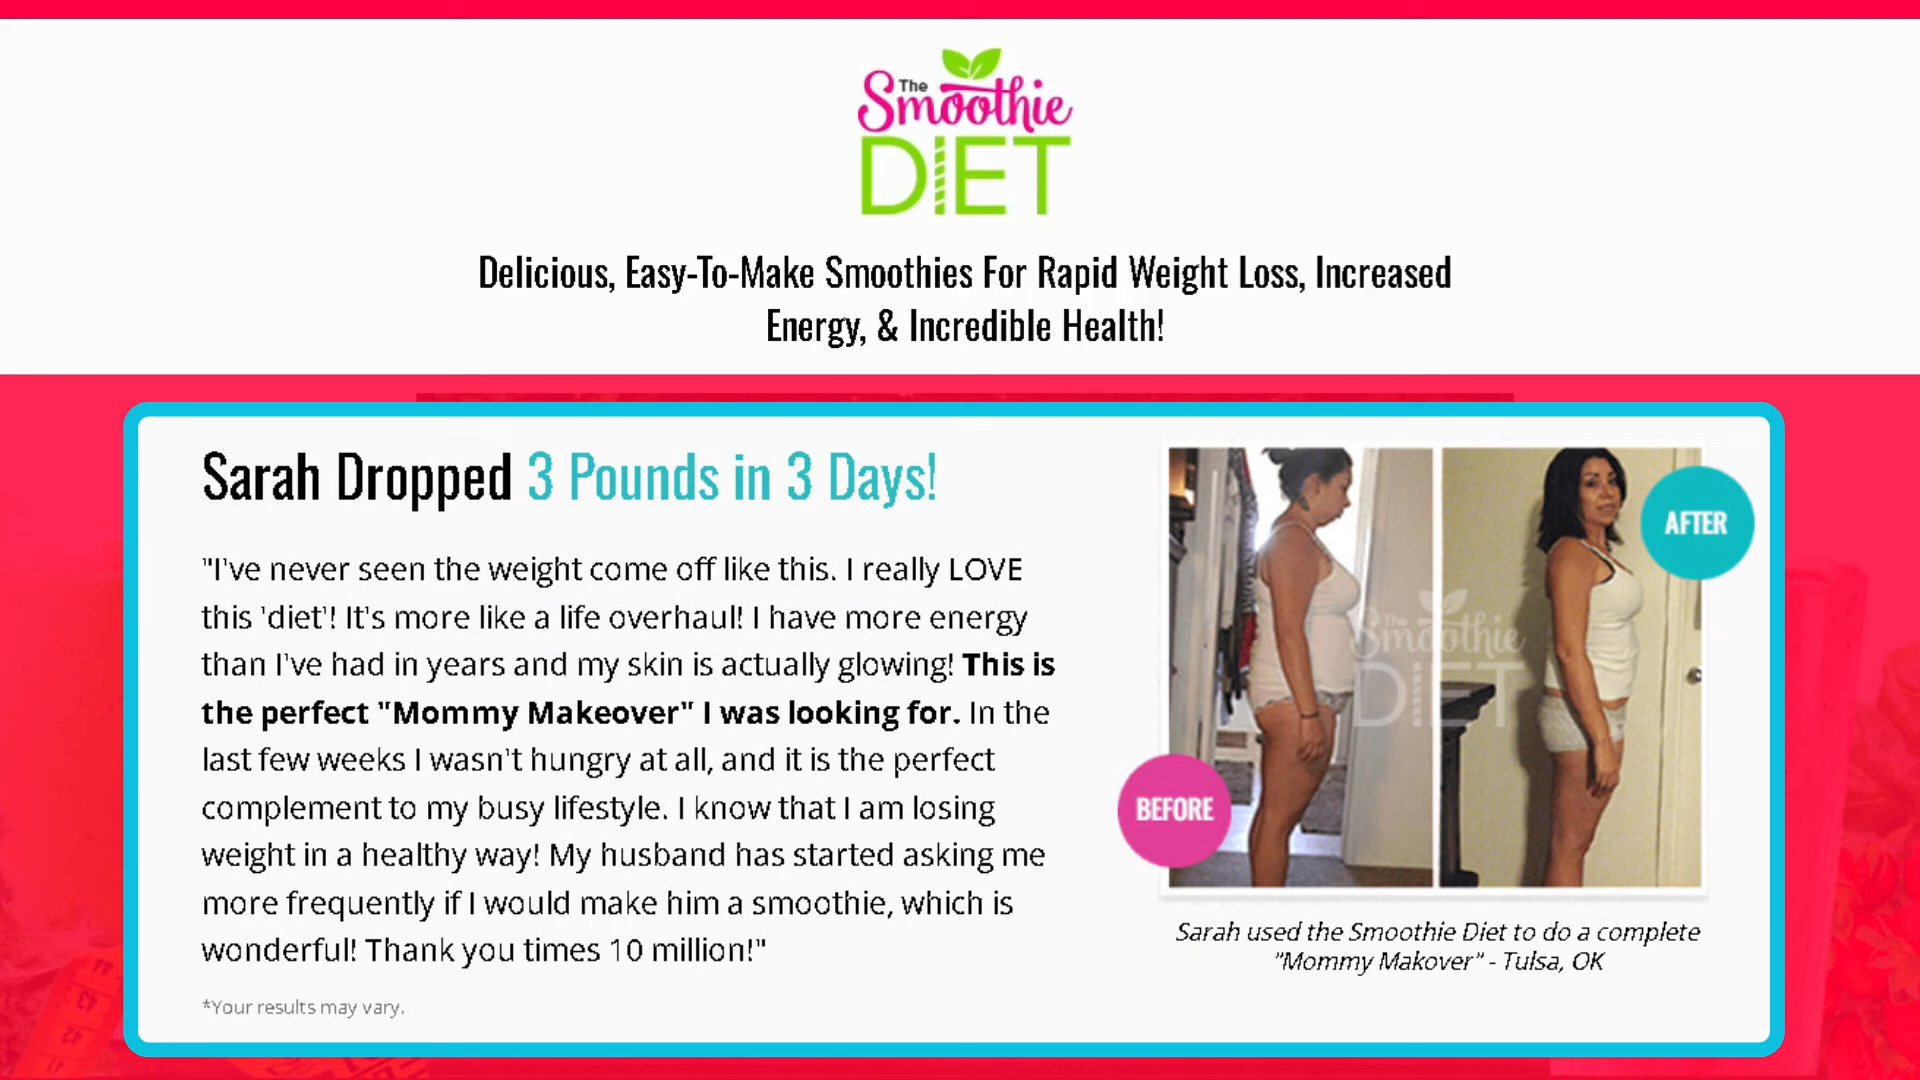 The
Smoothie
DIET
Delicious, Easy-To-Make Smoothies For Rapid Weight Loss, Increased
Energy, & Incredible Health!
Sarah Dropped 3 Pounds in 3 Days!
"I've never seen the weight come off like this. I really LOVE
this 'diet'! It's more like a life overhaul! I have more energy
than I've had in years and my skin is actually glowing! This is
the perfect "Mommy Makeover" I was looking for. In the
last few weeks I wasn't hungry at all, and it is the perfect
complement to my busy lifestyle. I know that I am losing
weight in a healthy way! My husband has started asking me
more frequently if I would make him a smoothie, which is
wonderful! Thank you times 10 million!"
*Your results may vary.
AFTER
The
Smoothie
DIET
BEFORE
Sarah used the Smoothie Diet to do a complete
"Mommy Makover" - Tulsa, OK